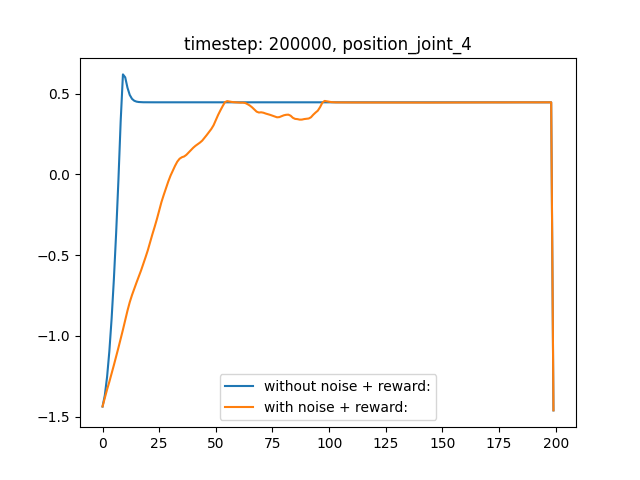 timestep: 200000, position_joint_4
0.5
0.0
−0.5
−1.0
−1.5
without noise + reward:
with noise + reward:
0 25 50 75 100 125 150 175 200